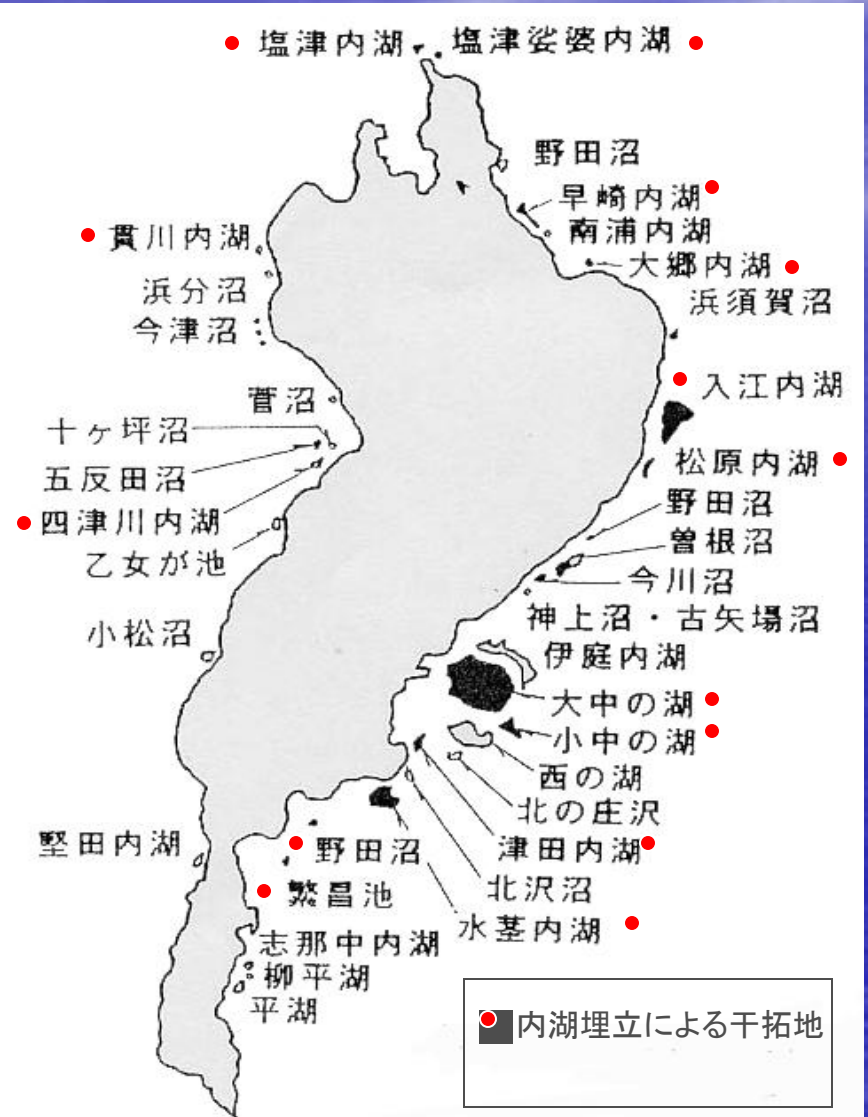 塩津内湖 塩津娑婆内湖
野田沼
早崎内湖
南浦内湖
貫川内湖
大郷内湖
浜分沼
浜須賀沼
今津沼
入江内湖
菅沼
十ヶ坪沼
松原内湖
五反田沼
野田沼
四津川内湖
曽根沼
乙女が池
今川沼
神上沼・古矢場沼
小松沼
伊庭内湖
大中の湖
小中の湖
西の湖
北の庄沢
堅田内湖
野田沼
津田内湖
繁昌池
北沢沼
水茎内湖
志那中内湖
柳平湖
平湖
内湖埋立による干拓地